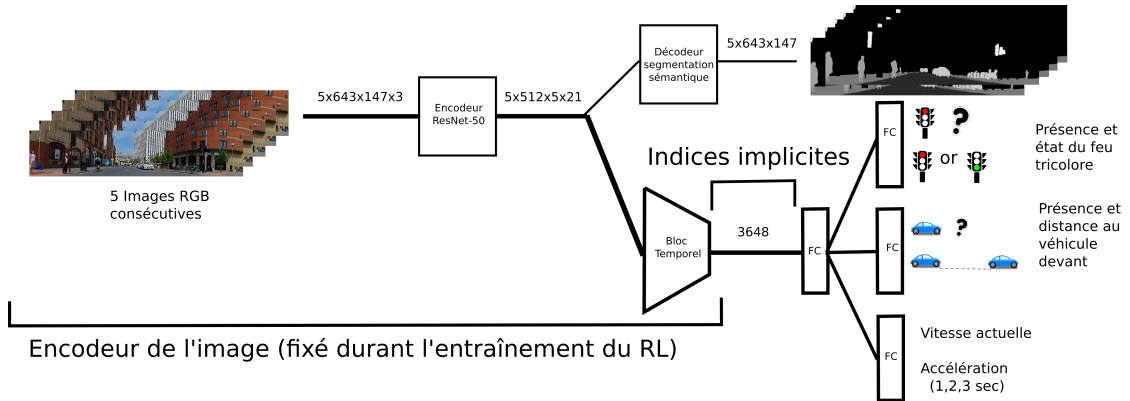 5x643x147
Décodeur
segmentation
sémantique
5x643x147x3
5x512x5x21
Encodeur
ResNet-50
5 Images RGB
consécutives
Indices implicites
FC
?
or
Présence et
état du feu
tricolore
Bloc
Temporel
3648
FC
FC
?
Présence et
distance au
véhicule
devant
Encodeur de l'image (fixé durant l'entraînement du RL)
FC
Vitesse actuelle
Accélération
(1,2,3 sec)